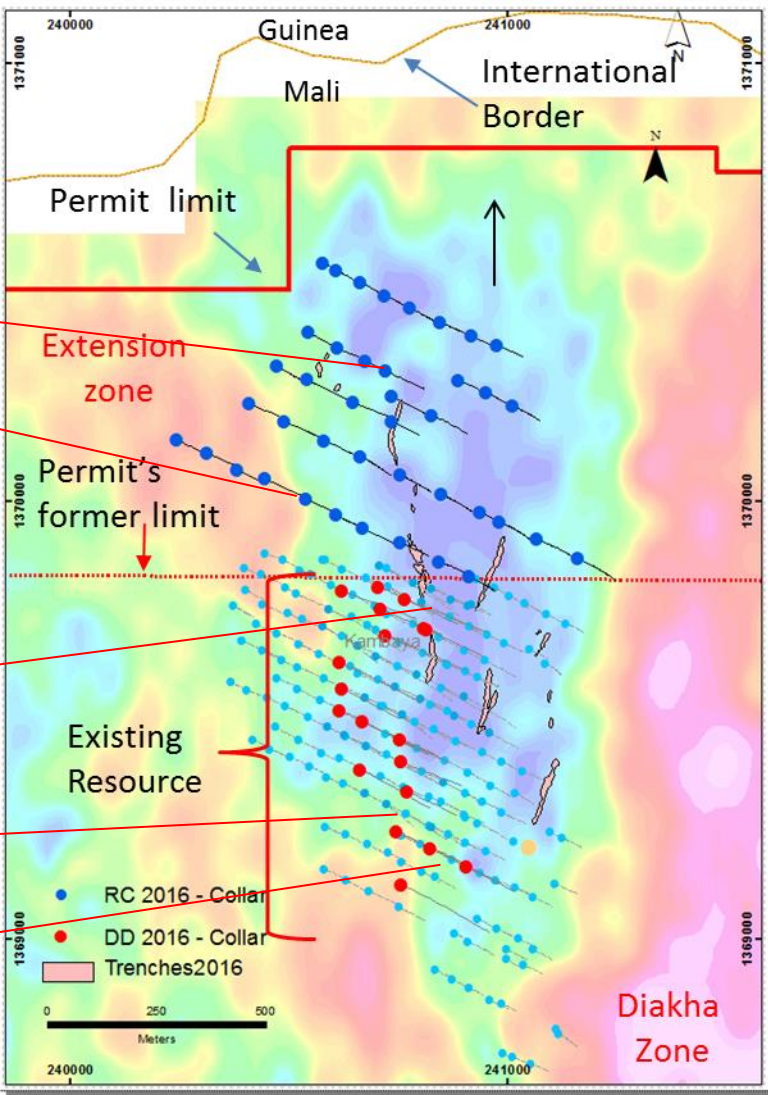 240000
241000
Guinea
1371000
1371000
N
International
Mali
Border
N
Permit limit
Extension
zone
Permit's
former limit
1370000
1370000
Kambaya
Existing
Resource
RC 2016 - Collar
DD 2016 - Collar
Trenches2016
1369000
1369000
0 250 500
Meters
Diakha
Zone
240000
241000